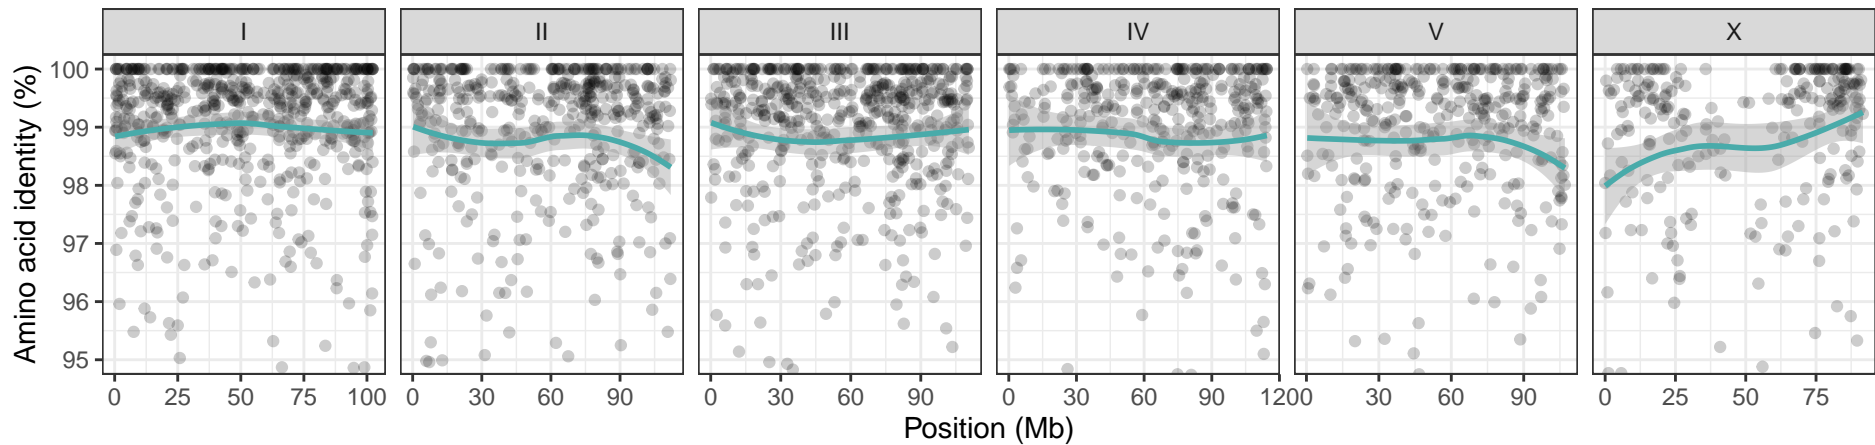 I II III IV V X
Amino acid identity (%)
100
99
98
97
96
95
0 25 50 75 100 0 30 60 90 0 30 60 90 0 30 60 90 120 0 30 60 90 0 25 50 75
Position (Mb)